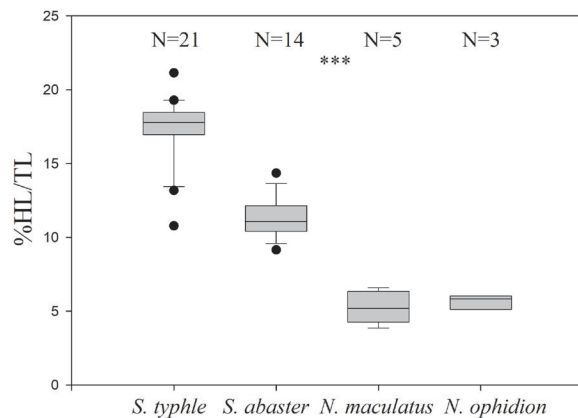 25
N=21 N=14 N=5 N=3
***
20
15
%HL/TL
10
5
0
S. typhle S. abaster N. maculatus N. ophidion